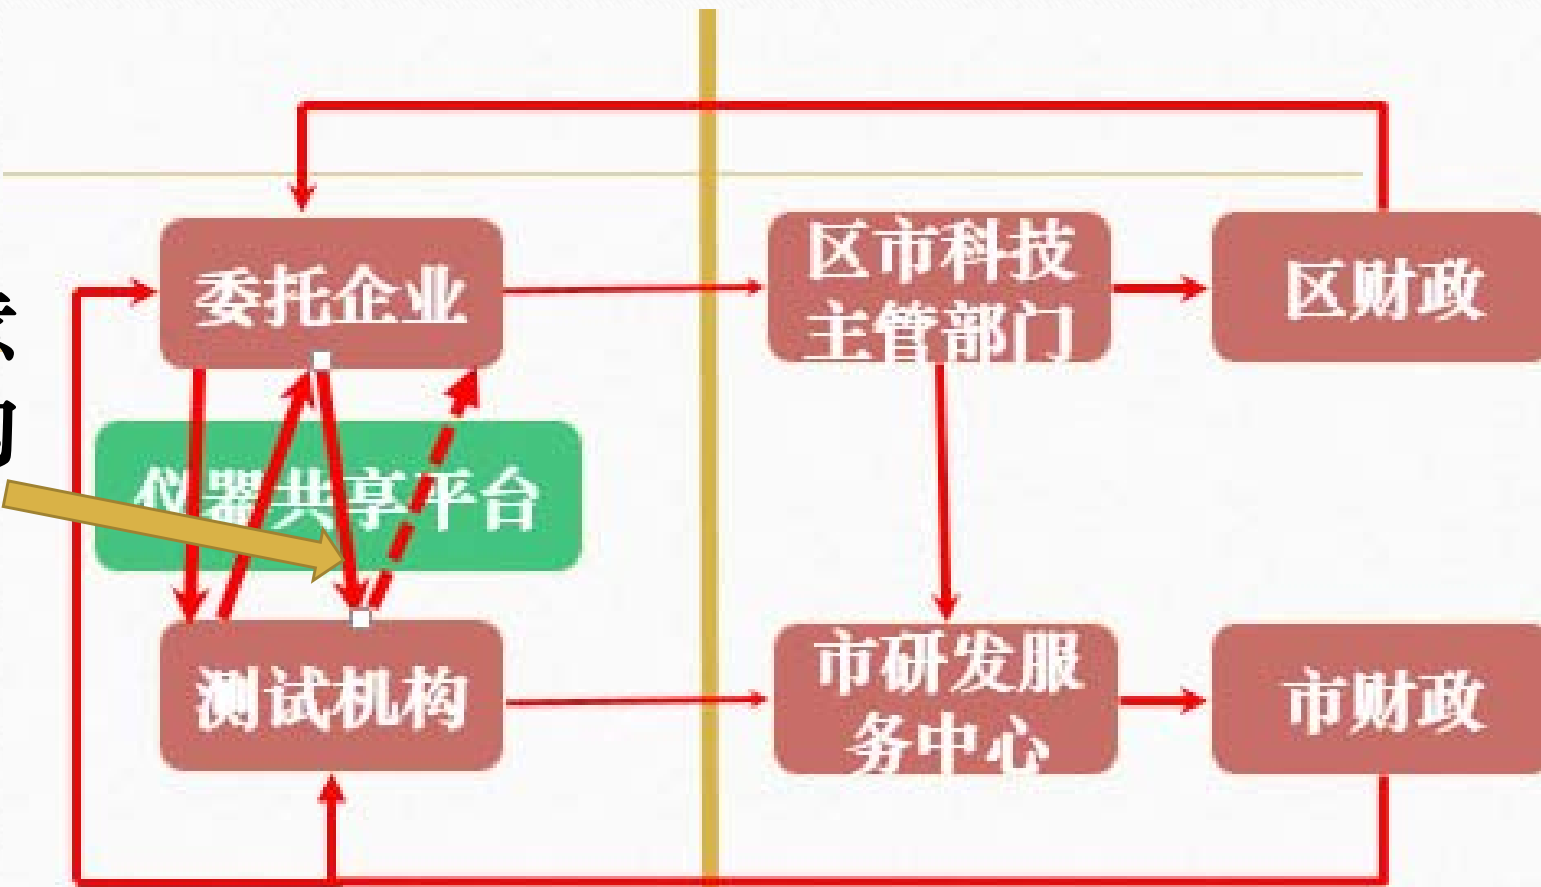 委托企业
区市科技
主管部门
区财政
仪器共享平台
测试机构
市研发服
务中心
市财政